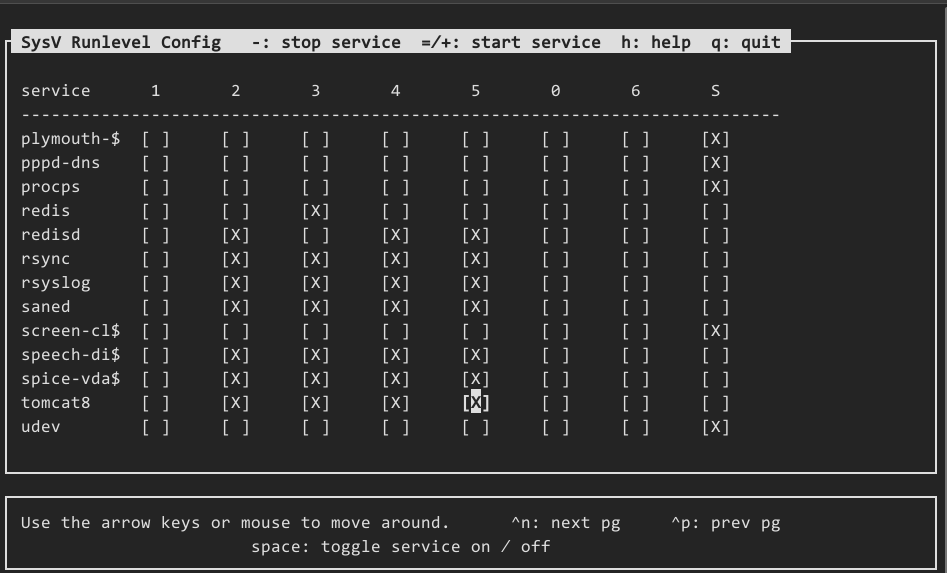 SysV Runlevel Config   -: stop service  =/+: start service  h: help  q: quit
service      1       2       3       4       5       0       6       S
----------------------------------------------------------------------------
plymouth-$  [ ]     [ ]     [ ]     [ ]     [ ]     [ ]     [ ]     [X]
pppd-dns    [ ]     [ ]     [ ]     [ ]     [ ]     [ ]     [ ]     [X]
procps      [ ]     [ ]     [ ]     [ ]     [ ]     [ ]     [ ]     [X]
redis       [ ]     [ ]     [X]     [ ]     [ ]     [ ]     [ ]     [ ]
redisd      [ ]     [X]     [ ]     [X]     [X]     [ ]     [ ]     [ ]
rsync       [ ]     [X]     [X]     [X]     [X]     [ ]     [ ]     [ ]
rsyslog     [ ]     [X]     [X]     [X]     [X]     [ ]     [ ]     [ ]
saned       [ ]     [X]     [X]     [X]     [X]     [ ]     [ ]     [ ]
screen-cl$  [ ]     [ ]     [ ]     [ ]     [ ]     [ ]     [ ]     [X]
speech-di$  [ ]     [X]     [X]     [X]     [X]     [ ]     [ ]     [ ]
spice-vda$  [ ]     [X]     [X]     [X]     [X]     [ ]     [ ]     [ ]
tomcat8     [ ]     [X]     [X]     [X]     [X]     [ ]     [ ]     [ ]
udev        [ ]     [ ]     [ ]     [ ]     [ ]     [ ]     [ ]     [X]
Use the arrow keys or mouse to move around.      ^n: next pg     ^p: prev pg
space: toggle service on / off